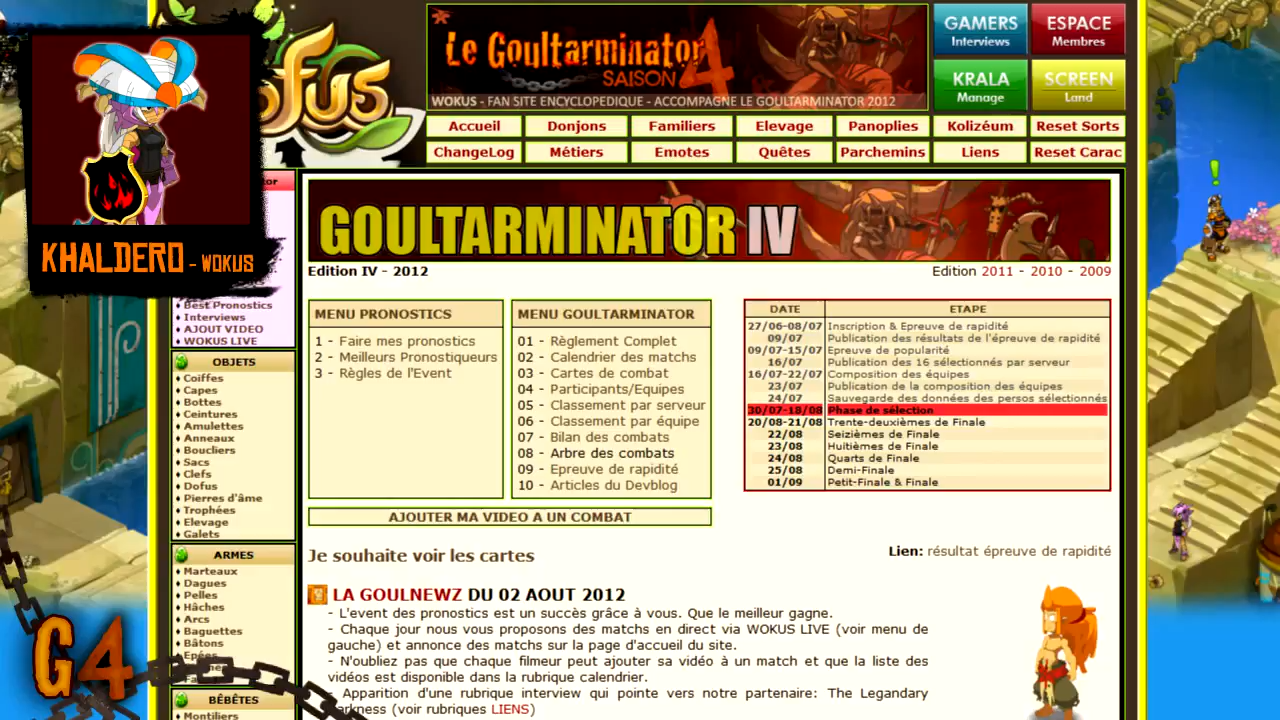 ofus
Le Goultarminator
SAISON 4
WOKUS - FAN SITE ENCYCLOPEDIQUE - ACCOMPAGNE LE GOULTARMINATOR 2012
GAMERS
Interviews
ESPACE
Membres
KRALA
Manage
SCREEN
Land
Accueil Donjons Familiers Elevage Panoplies Kolizéum Reset Sorts
ChangeLog Métiers Emotes Quêtes Parchemins Liens Reset Carac
KHALDERO - WOKUS
tor
♦ Best Pronostics
♦ Interviews
♦ AJOUT VIDEO
♦ WOKUS LIVE
OBJETS
♦ Coiffes
♦ Capes
♦ Bottes
♦ Ceintures
♦ Amulettes
♦ Anneaux
♦ Boucliers
♦ Sacs
♦ Clefs
♦ Dofus
♦ Pierres d'âme
♦ Trophées
♦ Elevage
♦ Galets
ARMES
♦ Marteaux
♦ Dagues
♦ Pelles
♦ Hâches
♦ Arcs
♦ Baguettes
♦ Bâtons
♦ Epées
BÊBÊTES
♦ Montiliers
G4
GOULTARMINATOR IV
Edition IV - 2012
Edition 2011 - 2010 - 2009
MENU PRONOSTICS
1 - Faire mes pronostics
2 - Meilleurs Pronostiqueurs
3 - Règles de l'Event
MENU GOULTARMINATOR
01 - Règlement Complet
02 - Calendrier des matchs
03 - Cartes de combat
04 - Participants/Equipes
05 - Classement par serveur
06 - Classement par équipe
07 - Bilan des combats
08 - Arbre des combats
09 - Epreuve de rapidité
10 - Articles du Devblog
DATE ETAPE
27/06-08/07 Inscription & Epreuve de rapidité
09/07 Publication des résultats de l'épreuve de rapidité
09/07-15/07 Epreuve de popularité
16/07 Publication des 16 sélectionnés par serveur
16/07-22/07 Composition des équipes
23/07 Publication de la composition des équipes
24/07 Sauvegarde des données des persos sélectionnés
30/07-18/08 Phase de sélection
20/08-21/08 Trente-deuxièmes de Finale
22/08 Seizièmes de Finale
23/08 Huitièmes de Finale
24/08 Quarts de Finale
25/08 Demi-Finale
01/09 Petit-Finale & Finale
AJOUTER MA VIDEO A UN COMBAT
Je souhaite voir les cartes
Lien: résultat épreuve de rapidité
LA GOULNEWZ DU 02 AOUT 2012
- L'event des pronostics est un succès grâce à vous. Que le meilleur gagne.
- Chaque jour nous vous proposons des matchs en direct via WOKUS LIVE (voir menu de
gauche) et annonce des matchs sur la page d'accueil du site.
- N'oubliez pas que chaque filmeur peut ajouter sa vidéo à un match et que la liste des
vidéos est disponible dans la rubrique calendrier.
- Apparition d'une rubrique interview qui pointe vers notre partenaire: The Legendary
arkness (voir rubriques LIENS)